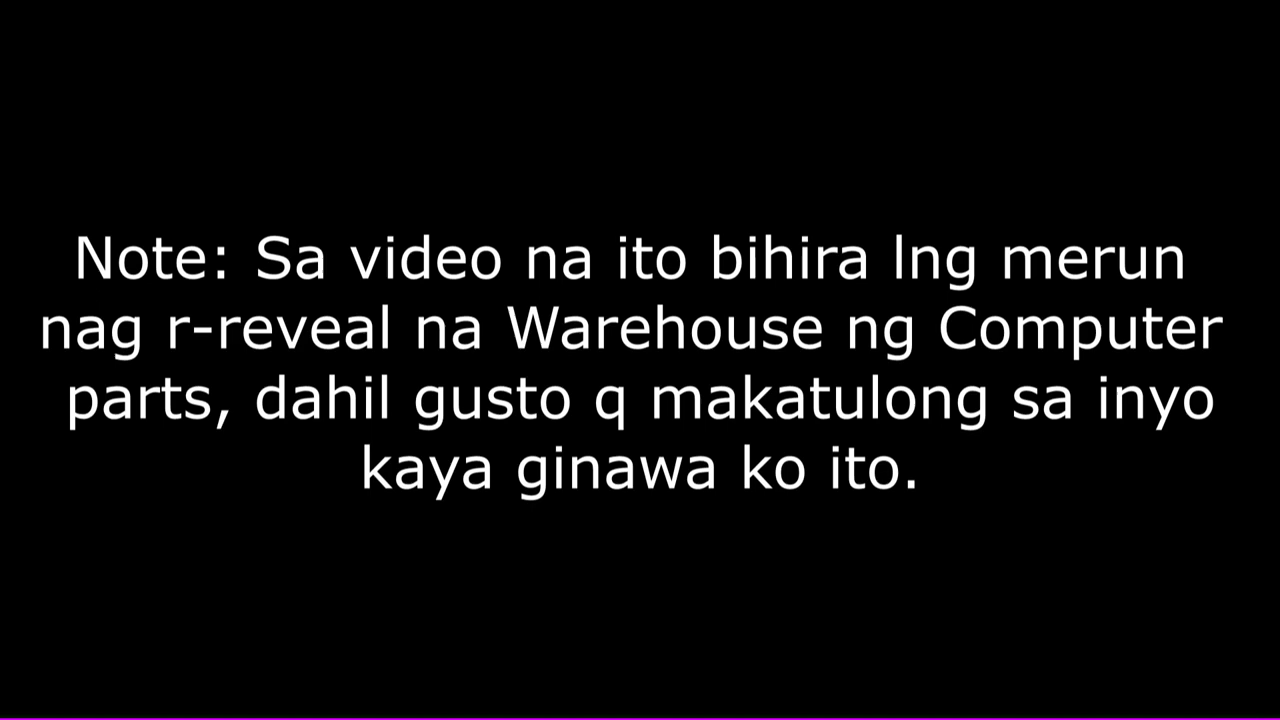 Note: Sa video na ito bihira lng merun
nag r-reveal na Warehouse ng Computer
parts, dahil gusto q makatulong sa inyo
kaya ginawa ko ito.